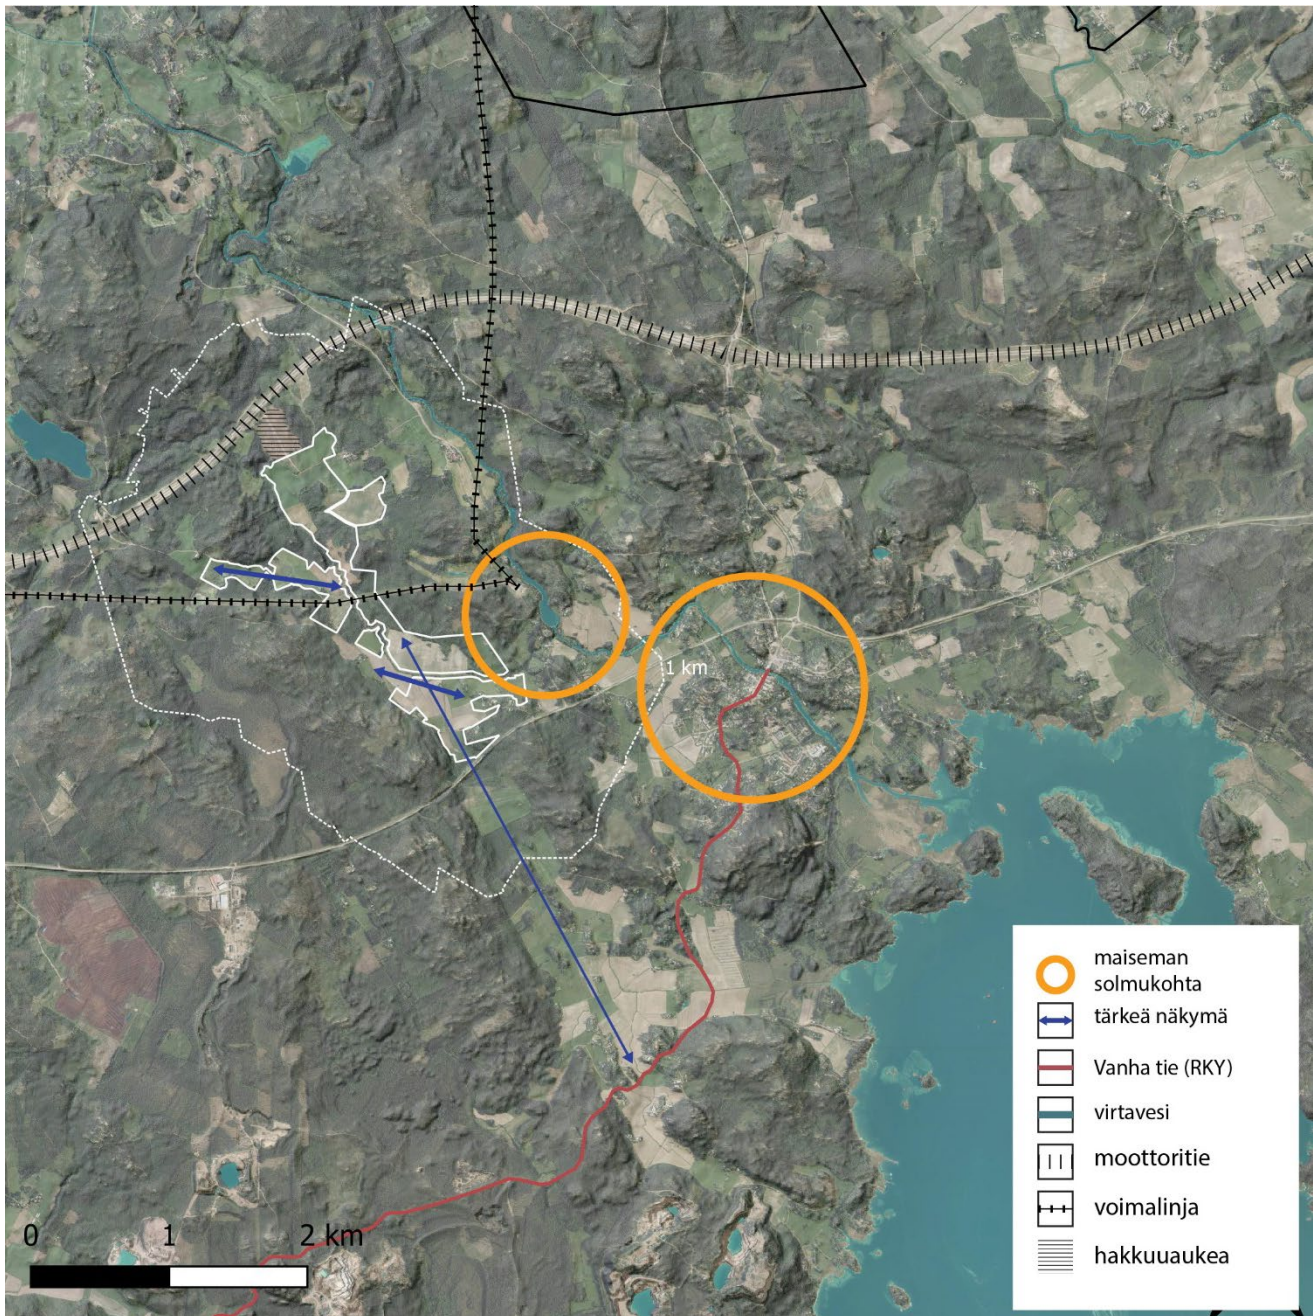 1 km
maiseman
solmukohta
tärkeä näkymä
Vanha tie (RKY)
virtavesi
moottoritie
voimalinja
hakkuuaukea
0 1 2 km